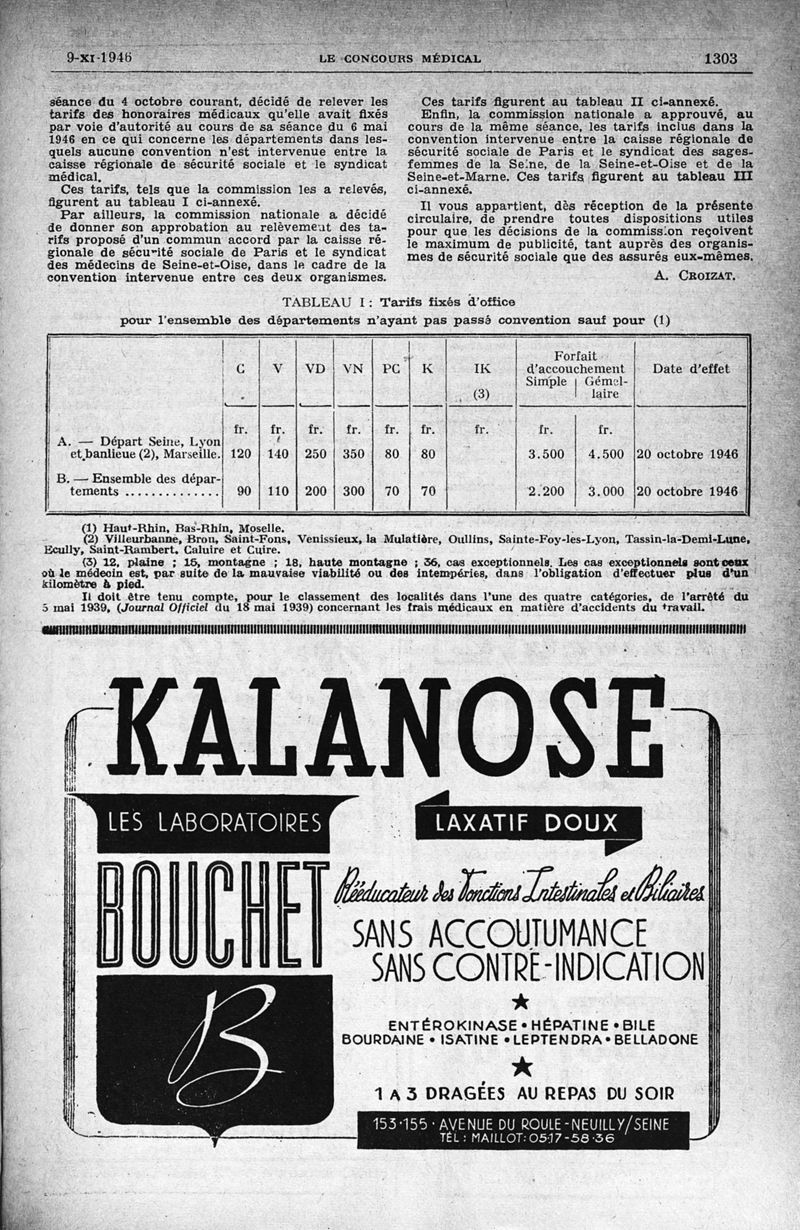 9-XI-1946 LE CONCOURS MÉDICAL 1303
séance du 4 octobre courant, décidé de relever les
tarifs des honoraires médicaux qu'elle avait fixés
par voie d'autorité au cours de sa séance du 6 mai
1946 en ce qui concerne les départements dans les-
quels aucune convention n'est intervenue entre la
caisse régionale de sécurité sociale et le syndicat
médical.
Ces tarifs, tels que la commission les a relevés,
figurent au tableau I ci-annexé.
Par ailleurs, la commission nationale a décidé
de donner son approbation au relèvement des ta-
rifs proposé d'un commun accord par la caisse ré-
gionale de sécurité sociale de Paris et le syndicat
des médecins de Seine-et-Oise, dans le cadre de la
convention intervenue entre ces deux organismes.
Ces tarifs figurent au tableau II ci-annexé.
Enfin, la commission nationale a approuvé, au
cours de la même séance, les tarifs inclus dans la
convention intervenue entre la caisse régionale de
sécurité sociale de Paris et le syndicat des sages-
femmes de la Seine, de la Seine-et-Oise et de la
Seine-et-Marne. Ces tarifs figurent au tableau III
ci-annexé.
Il vous appartient, dès réception de la présente
circulaire, de prendre toutes dispositions utiles
pour que les décisions de la commission reçoivent
le maximum de publicité, tant auprès des organis-
mes de sécurité sociale que des assurés eux-mêmes.
A. CROIZAT.
TABLEAU I : Tarifs fixés d'office
pour l'ensemble des départements n'ayant pas passé convention sauf pour (1)
C V VD VN PC K IK (3) Forfait d'accouchement Simple Gémel-laire Date d'effet
fr. fr. fr. fr. fr. fr. fr. fr. fr.
A. — Départ Seine, Lyon
et banlieue (2), Marseille. 120 140 250 350 80 80 3.500 4.500 20 octobre 1946
B. — Ensemble des dépar-
tements .............. 90 110 200 300 70 70 2.200 3.000 20 octobre 1946
(1) Haut-Rhin, Bas-Rhin, Moselle.
(2) Villeurbanne, Bron, Saint-Fons, Venissieux, la Mulatière, Oullins, Sainte-Foy-les-Lyon, Tassin-la-Demi-Lune,
Ecully, Saint-Rambert, Caluire et Cuire.
(3) 12, plaine ; 15, montagne ; 18, haute montagne ; 36, cas exceptionnels. Les cas exceptionnels sont ceux
où le médecin est, par suite de la mauvaise viabilité ou des intempéries, dans l'obligation d'effectuer plus d'un
kilomètre à pied.
Il doit être tenu compte, pour le classement des localités dans l'une des quatre catégories, de l'arrêté du
5 mai 1939, (Journal Officiel du 18 mai 1939) concernant les frais médicaux en matière d'accidents du travail.
KALANOSE
LES LABORATOIRES
BOUCHET
B
LAXATIF DOUX
Rééducateur des Fonctions Intestinales et Biliaires
SANS ACCOUTUMANCE
SANS CONTRE-INDICATION
★
ENTÉROKINASE • HÉPATINE • BILE
BOURDAINE • ISATINE • LEPTENDRA • BELLADONE
★
1 A 3 DRAGÉES AU REPAS DU SOIR
153-155 · AVENUE DU ROULE - NEUILLY/SEINE
TÉL : MAILLOT: 05-17-58-36